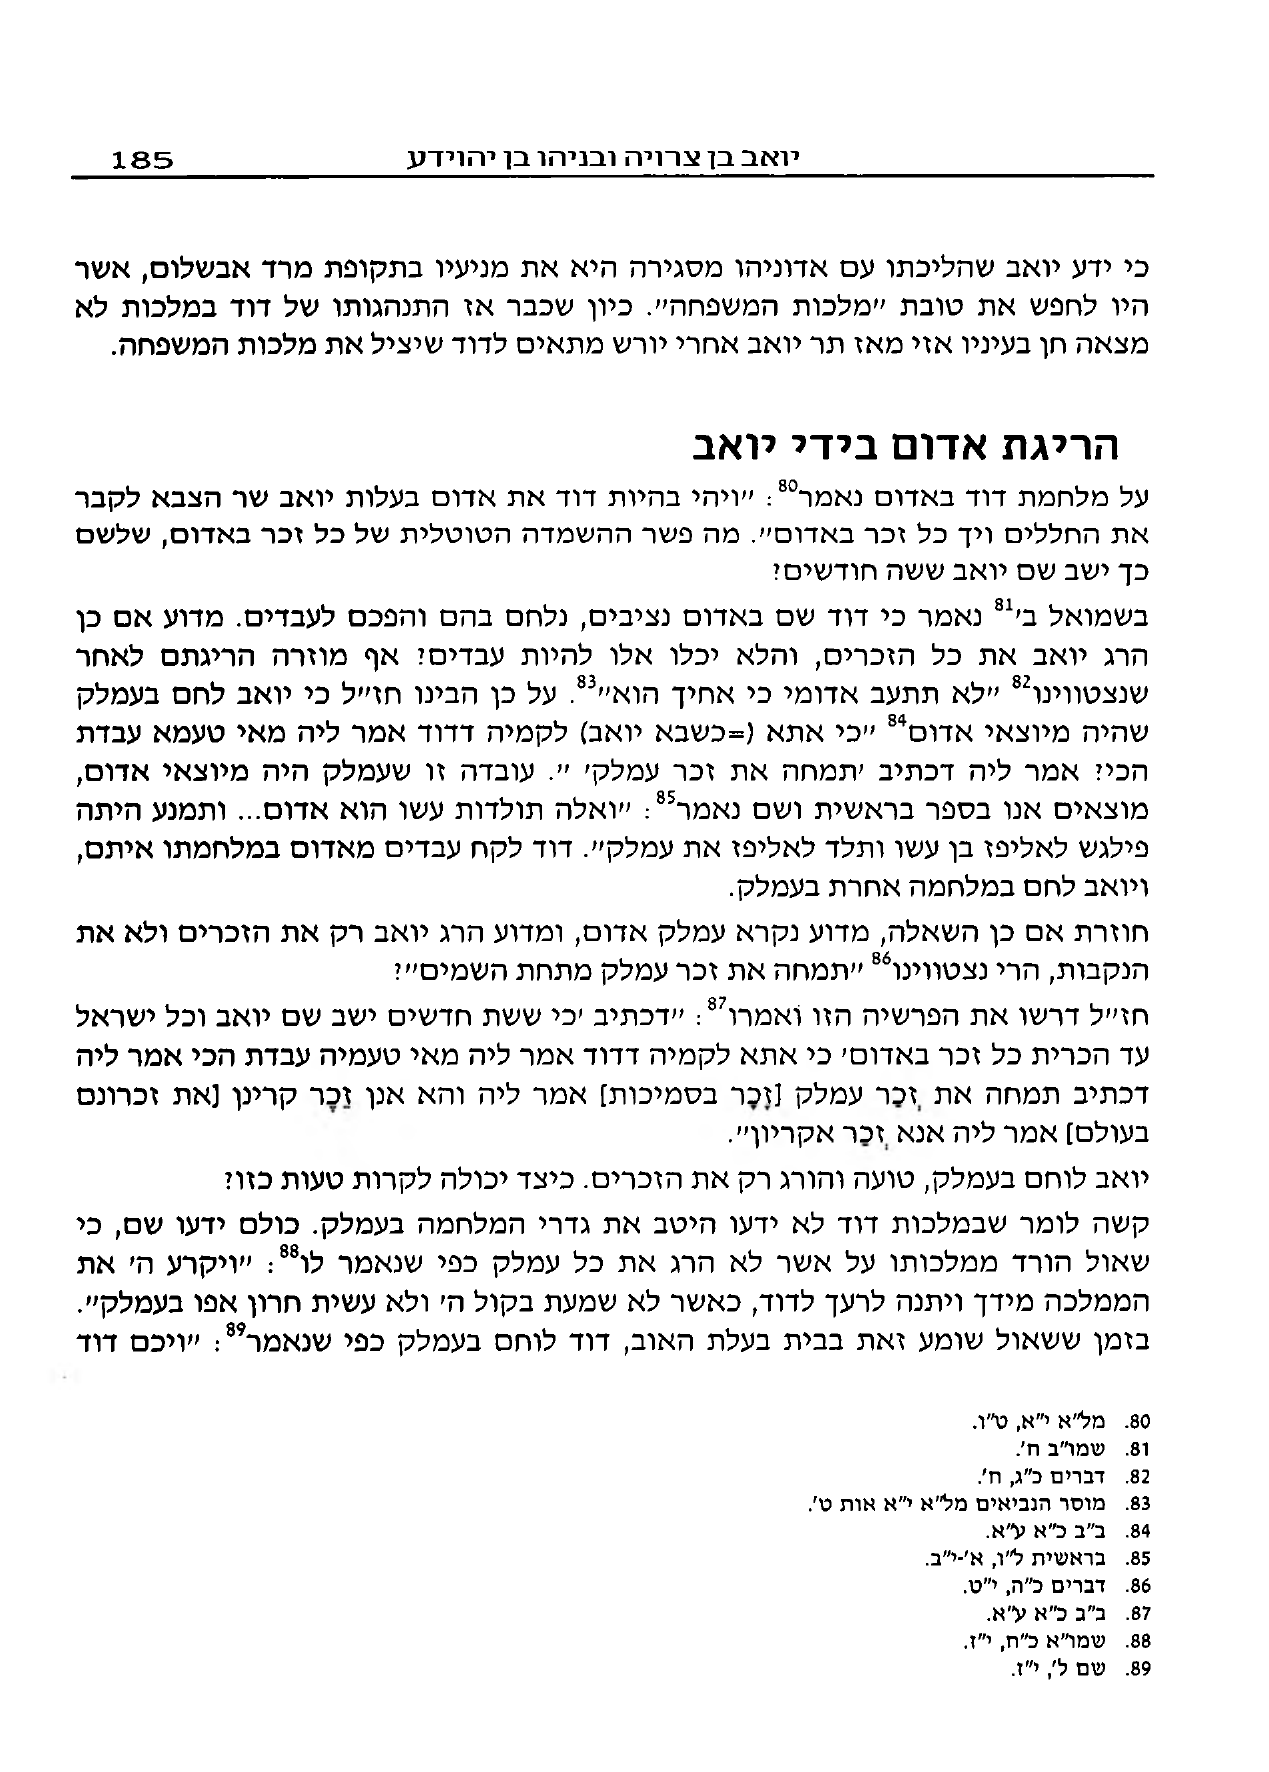 יואב בן צרויה ובניהו בן יהוידע 185
כי ידע יואב שהליכתו עם אדוניהו מסגירה היא את מניעיו בתקופת מרד אבשלום, אשר
היו לחפש את טובת ״מלכות המשפחה״. כיון שכבר אז התנהגותו של דוד במלכות לא
מצאה חן בעיניו אזי מאז תר יואב אחרי יורש מתאים לדוד שיציל את מלכות המשפחה.
הריגת אדום בידי יואב
על מלחמת דוד באדום נאמר80: ״ויהי בהיות דוד את אדום בעלות יואב שר הצבא לקבר
את החללים ויך כל זכר באדום״. מה פשר ההשמדה הטוטלית של כל זכר באדום, שלשם
כך ישב שם יואב ששה חודשים?
בשמואל ב׳81 נאמר כי דוד שם באדום נציבים, נלחם בהם והפכם לעבדים. מדוע אם כן
הרג יואב את כל הזכרים, והלא יכלו אלו להיות עבדים? אף מוזרה הריגתם לאחר
שנצטווינו82 ״לא תתעב אדומי כי אחיך הוא״83. על כן הבינו חז״ל כי יואב לחם בעמלק
שהיה מיוצאי אדום84 ״כי אתא (=כשבא יואב) לקמיה דדוד אמר ליה מאי טעמא עבדת
הכי? אמר ליה דכתיב ׳תמחה את זכר עמלק׳ ״. עובדה זו שעמלק היה מיוצאי אדום,
מוצאים אנו בספר בראשית ושם נאמר85: ״ואלה תולדות עשו הוא אדום... ותמנע היתה
פילגש לאליפז בן עשו ותלד לאליפז את עמלק״. דוד לקח עבדים מאדום במלחמתו איתם,
ויואב לחם במלחמה אחרת בעמלק.
חוזרת אם כן השאלה, מדוע נקרא עמלק אדום, ומדוע הרג יואב רק את הזכרים ולא את
הנקבות, הרי נצטווינו86 ״תמחה את זכר עמלק מתחת השמים״?
חז״ל דרשו את הפרשיה הזו ואמרו87: ״דכתיב ׳כי ששת חדשים ישב שם יואב וכל ישראל
עד הכרית כל זכר באדום׳ כי אתא לקמיה דדוד אמר ליה מאי טעמיה עבדת הכי אמר ליה
דכתיב תמחה את זְכַר עמלק [זָכָר בסמיכות] אמר ליה והא אנן זֵכֶר קרינן [את זכרונם
בעולם] אמר ליה אנא זְכַר אקריון״.
יואב לוחם בעמלק, טועה והורג רק את הזכרים. כיצד יכולה לקרות טעות כזו?
קשה לומר שבמלכות דוד לא ידעו היטב את גדרי המלחמה בעמלק. כולם ידעו שם, כי
שאול הורד ממלכותו על אשר לא הרג את כל עמלק כפי שנאמר לו88: ״ויקרע ה׳ את
הממלכה מידך ויתנה לרעך לדוד, כאשר לא שמעת בקול ה׳ ולא עשית חרון אפו בעמלק״.
בזמן ששאול שומע זאת בבית בעלת האוב, דוד לוחם בעמלק כפי שנאמר89: ״ויכם דוד
80. מל״א י״א, ט״ו.
81. שמו״ב ח׳.
82. דברים כ״ג, ח׳.
83. מוסר הנביאים מל״א י״א אות ט׳.
84. ב״ב כ״א ע״א.
85. בראשית ל״ו, א׳-י״ב.
86. דברים כ״ה, י״ט.
87. ב״ב כ״א ע״א.
88. שמו״א כ״ח, י״ז.
89. שם ל׳, י״ז.